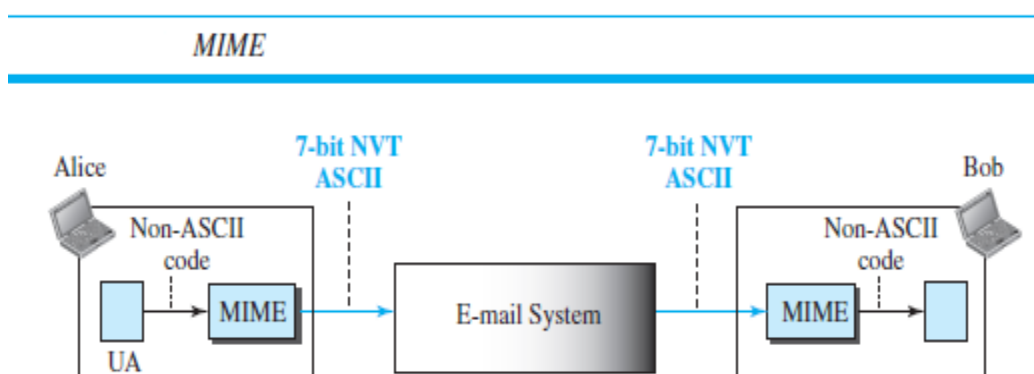 MIME
7-bit NVT
ASCII
7-bit NVT
ASCII
Alice
Bob
Non-ASCII
code
Non-ASCII
code
MIME
E-mail System
MIME
UA